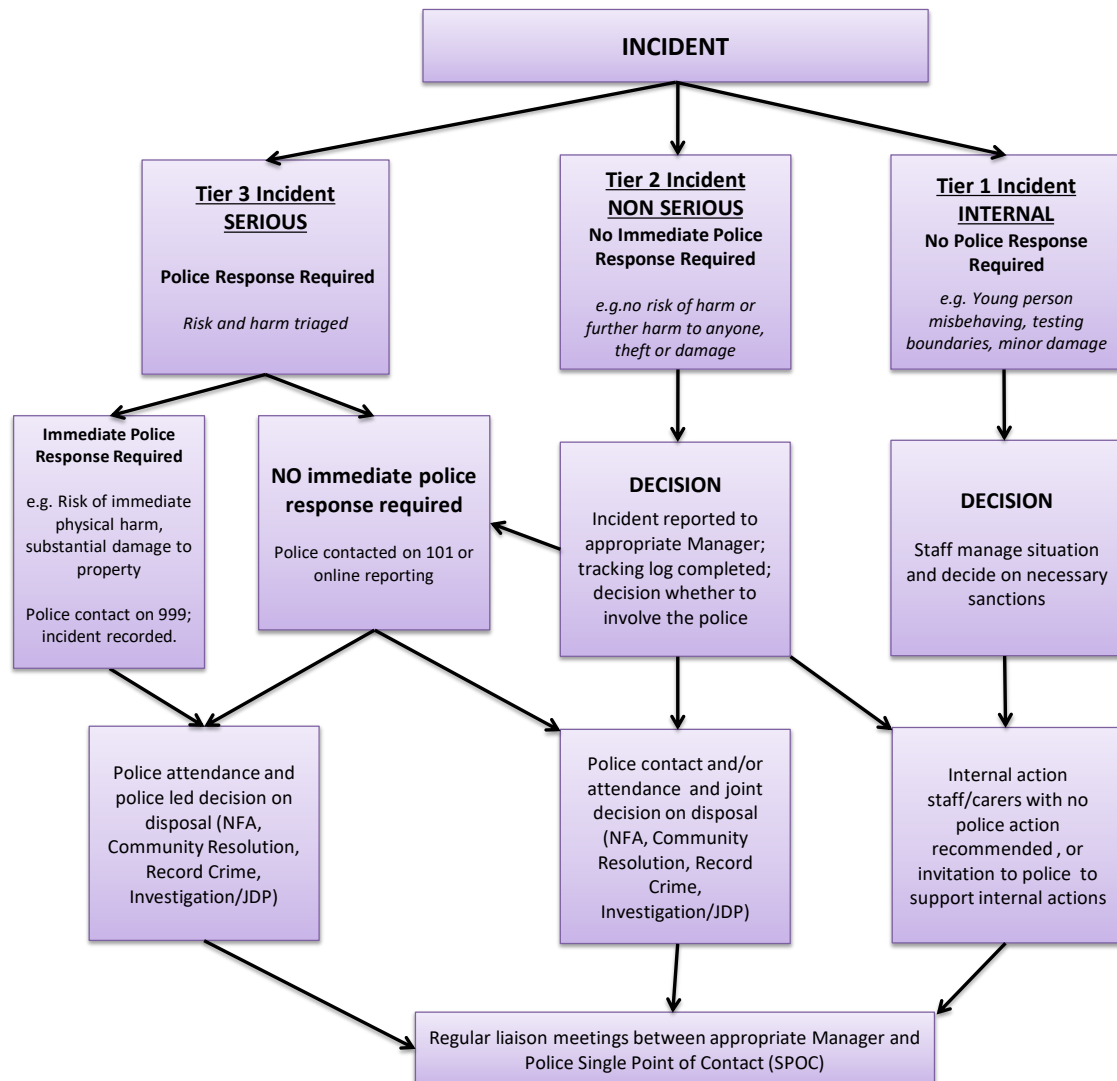 INCIDENT
Tier 3 Incident
SERIOUS
Police Response Required
Risk and harm triaged
Tier 2 Incident
NON SERIOUS
No Immediate Police
Response Required
e.g.no risk of harm or
further harm to anyone,
theft or damage
Tier 1 Incident
INTERNAL
No Police Response
Required
e.g. Young person
misbehaving, testing
boundaries, minor damage
Immediate Police
Response Required
e.g. Risk of immediate
physical harm,
substantial damage to
property
Police contact on 999;
incident recorded.
NO immediate police
response required
Police contacted on 101 or
online reporting
DECISION
Incident reported to
appropriate Manager;
tracking log completed;
decision whether to
involve the police
DECISION
Staff manage situation
and decide on necessary
sanctions
Police attendance and
police led decision on
disposal (NFA,
Community Resolution,
Record Crime,
Investigation/JDP)
Police contact and/or
attendance and joint
decision on disposal
(NFA, Community
Resolution, Record
Crime,
Investigation/JDP)
Internal action
staff/carers with no
police action
recommended , or
invitation to police to
support internal actions
Regular liaison meetings between appropriate Manager and
Police Single Point of Contact (SPOC)